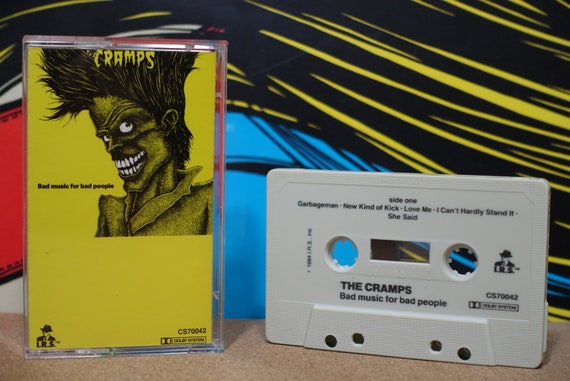 CRAMPS
Bad music for bad people
I.R.S.
CS70042
DOLBY SYSTEM
side one
Garbageman · New Kind of Kick · Love Me · I Can't Hardly Stand It ·
She Said
℗ 1984 I.R.S., Inc
THE CRAMPS
Bad music for bad people
DOLBY SYSTEM
CS70042
I.R.S.